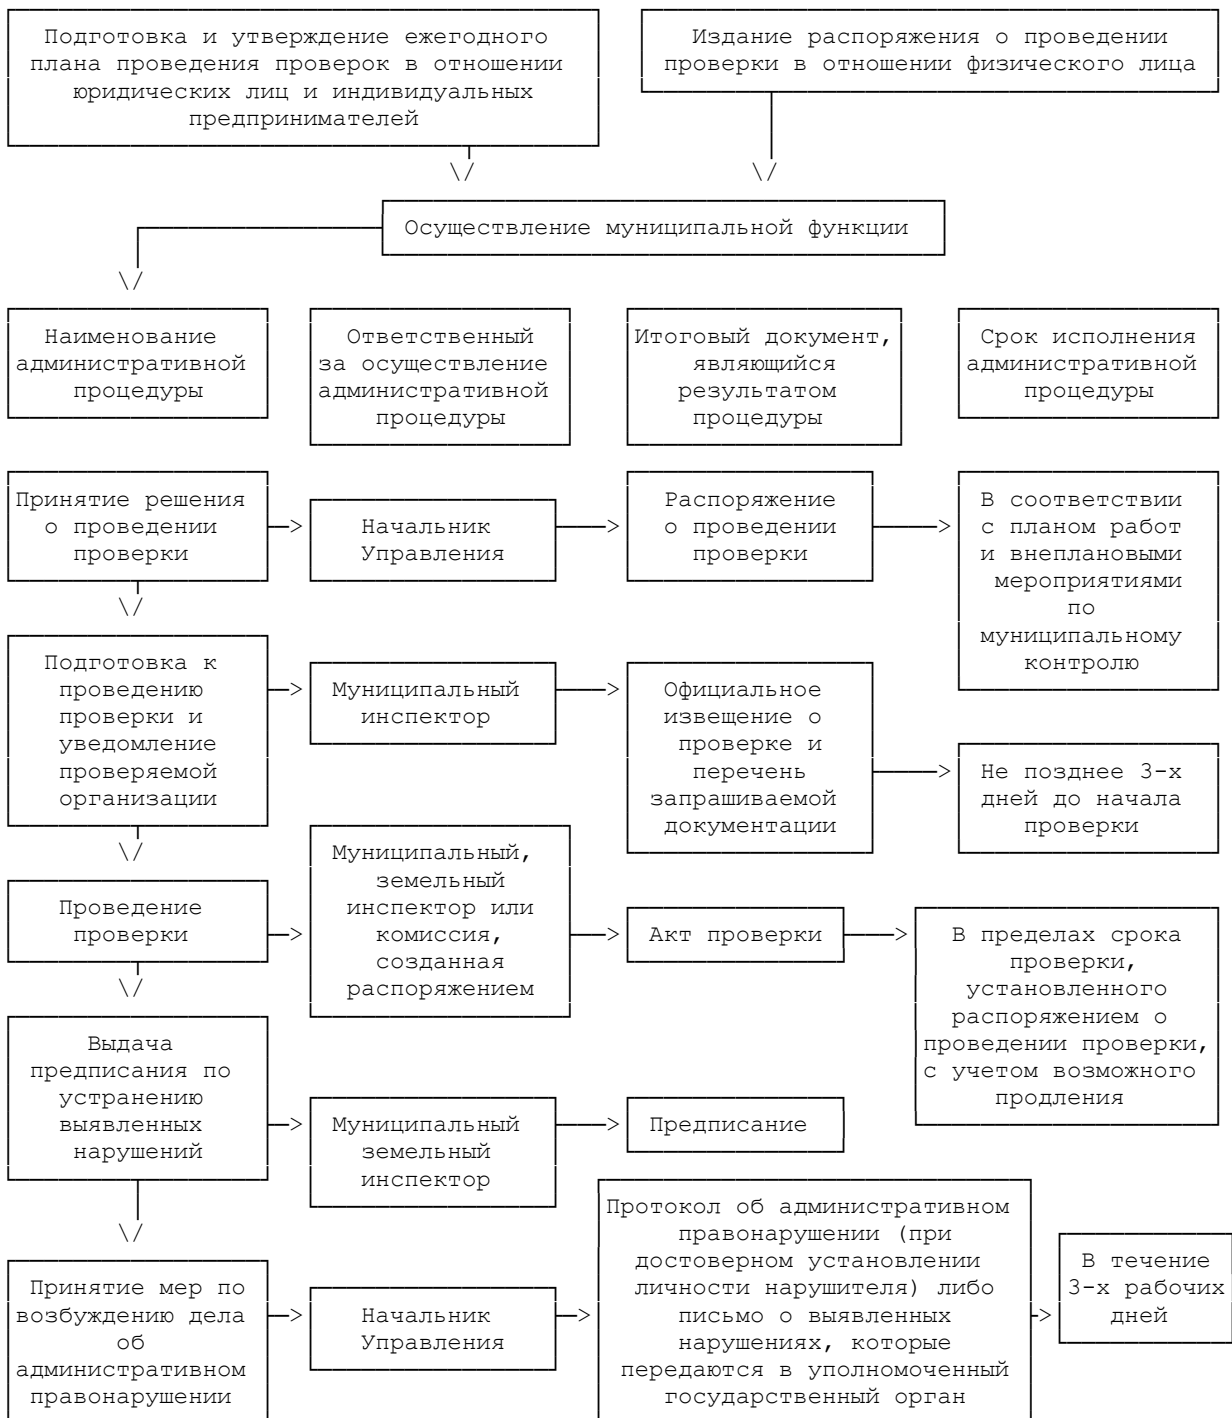 Подготовка и утверждение ежегодного
плана проведения проверок в отношении
юридических лиц и индивидуальных
предпринимателей
Издание распоряжения о проведении
проверки в отношении физического лица
Осуществление муниципальной функции
Наименование
административной
процедуры
Ответственный
за осуществление
административной
процедуры
Итоговый документ,
являющийся
результатом
процедуры
Срок исполнения
административной
процедуры
Принятие решения
о проведении
проверки
Начальник
Управления
Распоряжение
о проведении
проверки
В соответствии
с планом работ
и внеплановыми
мероприятиями
по
муниципальному
контролю
Подготовка к
проведению
проверки и
уведомление
проверяемой
организации
Муниципальный
инспектор
Официальное
извещение о
проверке и
перечень
запрашиваемой
документации
Не позднее 3-х
дней до начала
проверки
Проведение
проверки
Муниципальный,
земельный
инспектор или
комиссия,
созданная
распоряжением
Акт проверки
В пределах срока
проверки,
установленного
распоряжением о
проведении проверки,
с учетом возможного
продления
Выдача
предписания по
устранению
выявленных
нарушений
Муниципальный
земельный
инспектор
Предписание
Принятие мер по
возбуждению дела
об
административном
правонарушении
Начальник
Управления
Протокол об административном
правонарушении (при
достоверном установлении
личности нарушителя) либо
письмо о выявленных
нарушениях, которые
передаются в уполномоченный
государственный орган
В течение
3-х рабочих
дней